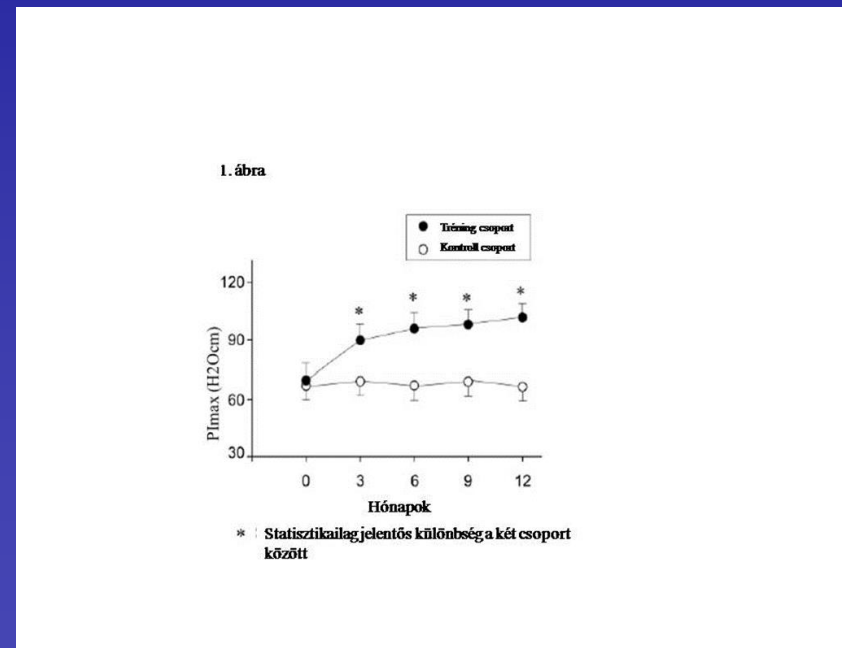 1. ábra
Tréning csoport
Kontroll csoport
120
90
60
30
PImax (H2Ocm)
0 3 6 9 12
Hónapok
* Statisztikailag jelentős különbség a két csoport
között